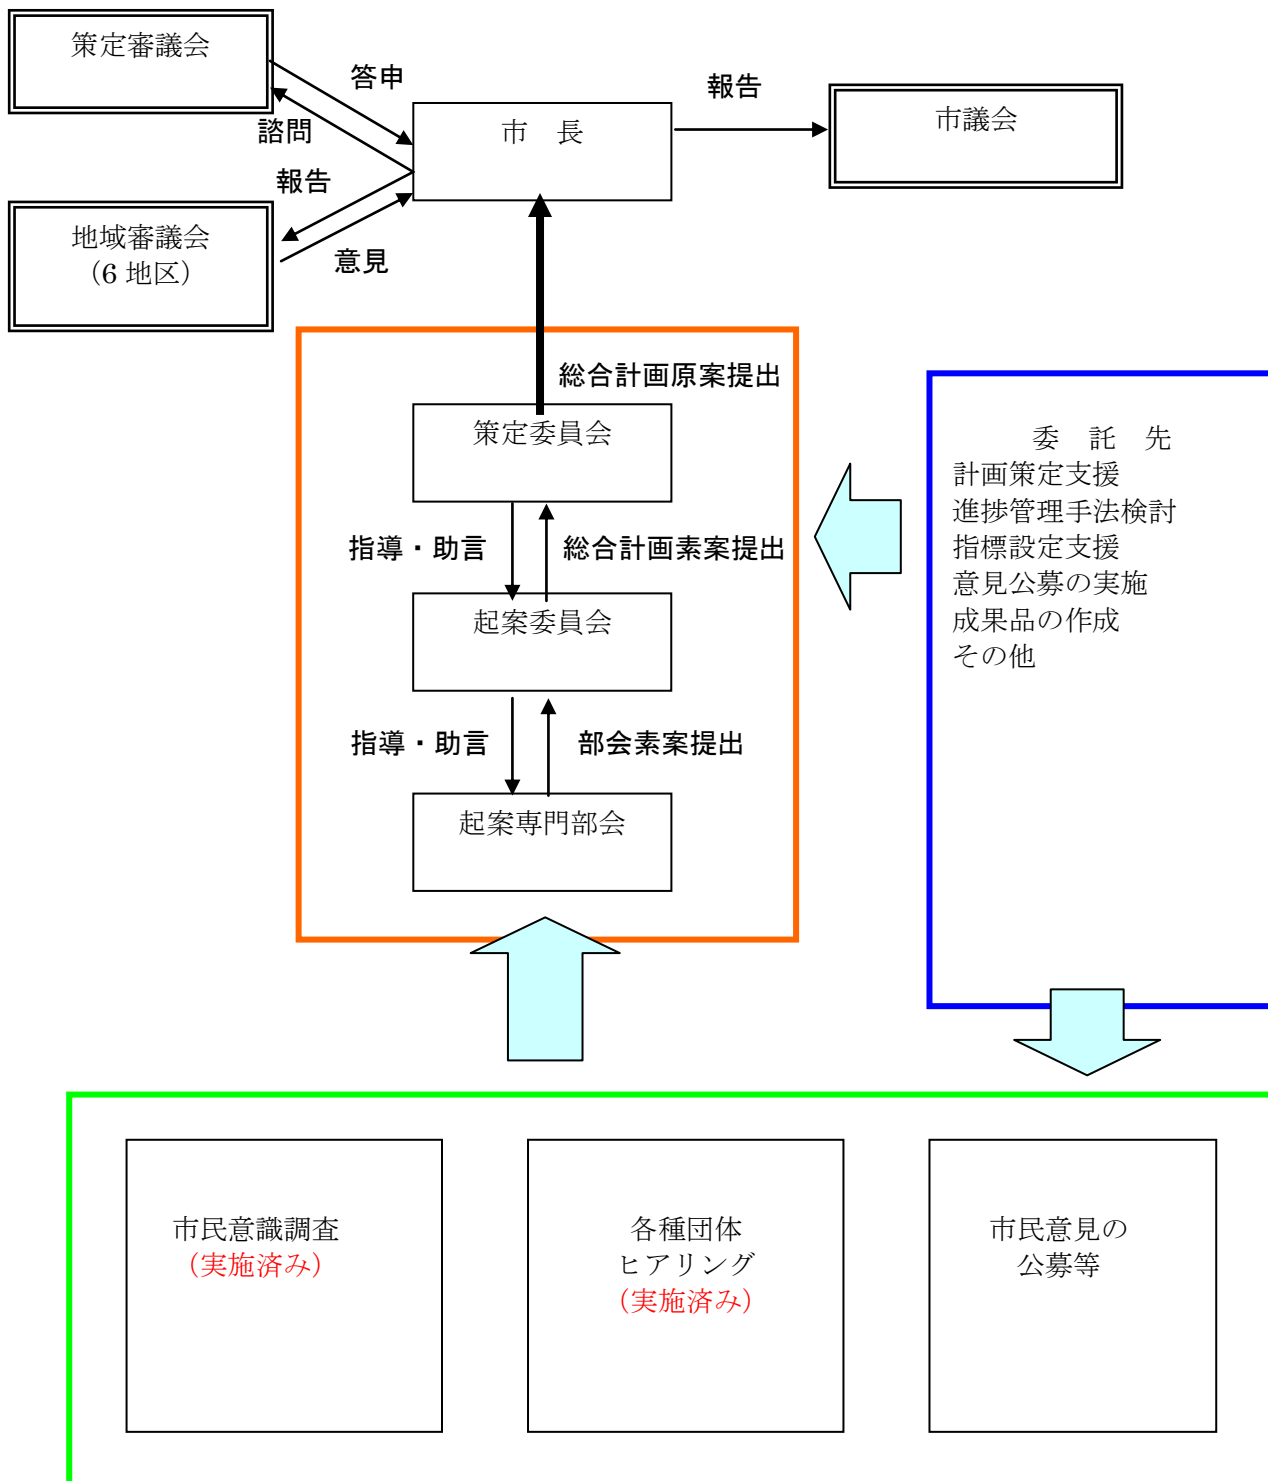 策定審議会
答申
諮問
市　長
報告
市議会
報告
地域審議会
（6 地区）
意見
総合計画原案提出
策定委員会
指導・助言
総合計画素案提出
起案委員会
指導・助言
部会素案提出
起案専門部会
委　託　先
計画策定支援
進捗管理手法検討
指標設定支援
意見公募の実施
成果品の作成
その他
市民意識調査
（実施済み）
各種団体
ヒアリング
（実施済み）
市民意見の
公募等